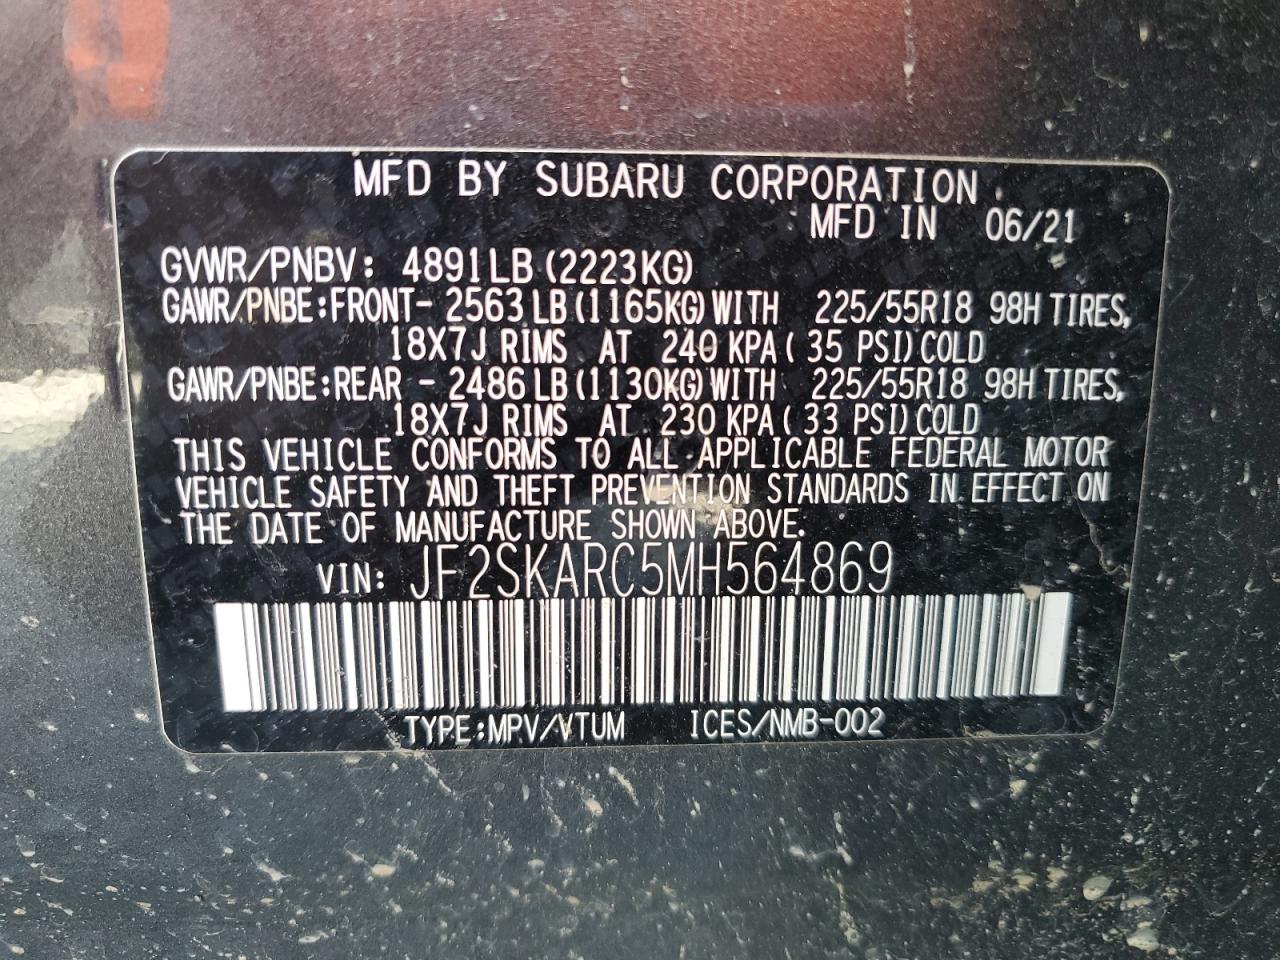 MFD BY SUBARU CORPORATION
MFD IN 06/21
GVWR/PNBV: 4891LB (2223KG)
GAWR/PNBE:FRONT- 2563 LB (1165KG) WITH 225/55R18 98H TIRES,
18X7J RIMS AT 240 KPA ( 35 PSI) COLD
GAWR/PNBE:REAR - 2486 LB (1130KG) WITH 225/55R18 98H TIRES,
18X7J RIMS AT 230 KPA ( 33 PSI) COLD
THIS VEHICLE CONFORMS TO ALL APPLICABLE FEDERAL MOTOR
VEHICLE SAFETY AND THEFT PREVENTION STANDARDS IN EFFECT ON
THE DATE OF MANUFACTURE SHOWN ABOVE.
VIN: JF2SKARC5MH564869
TYPE:MPV/VTUM ICES/NMB-002